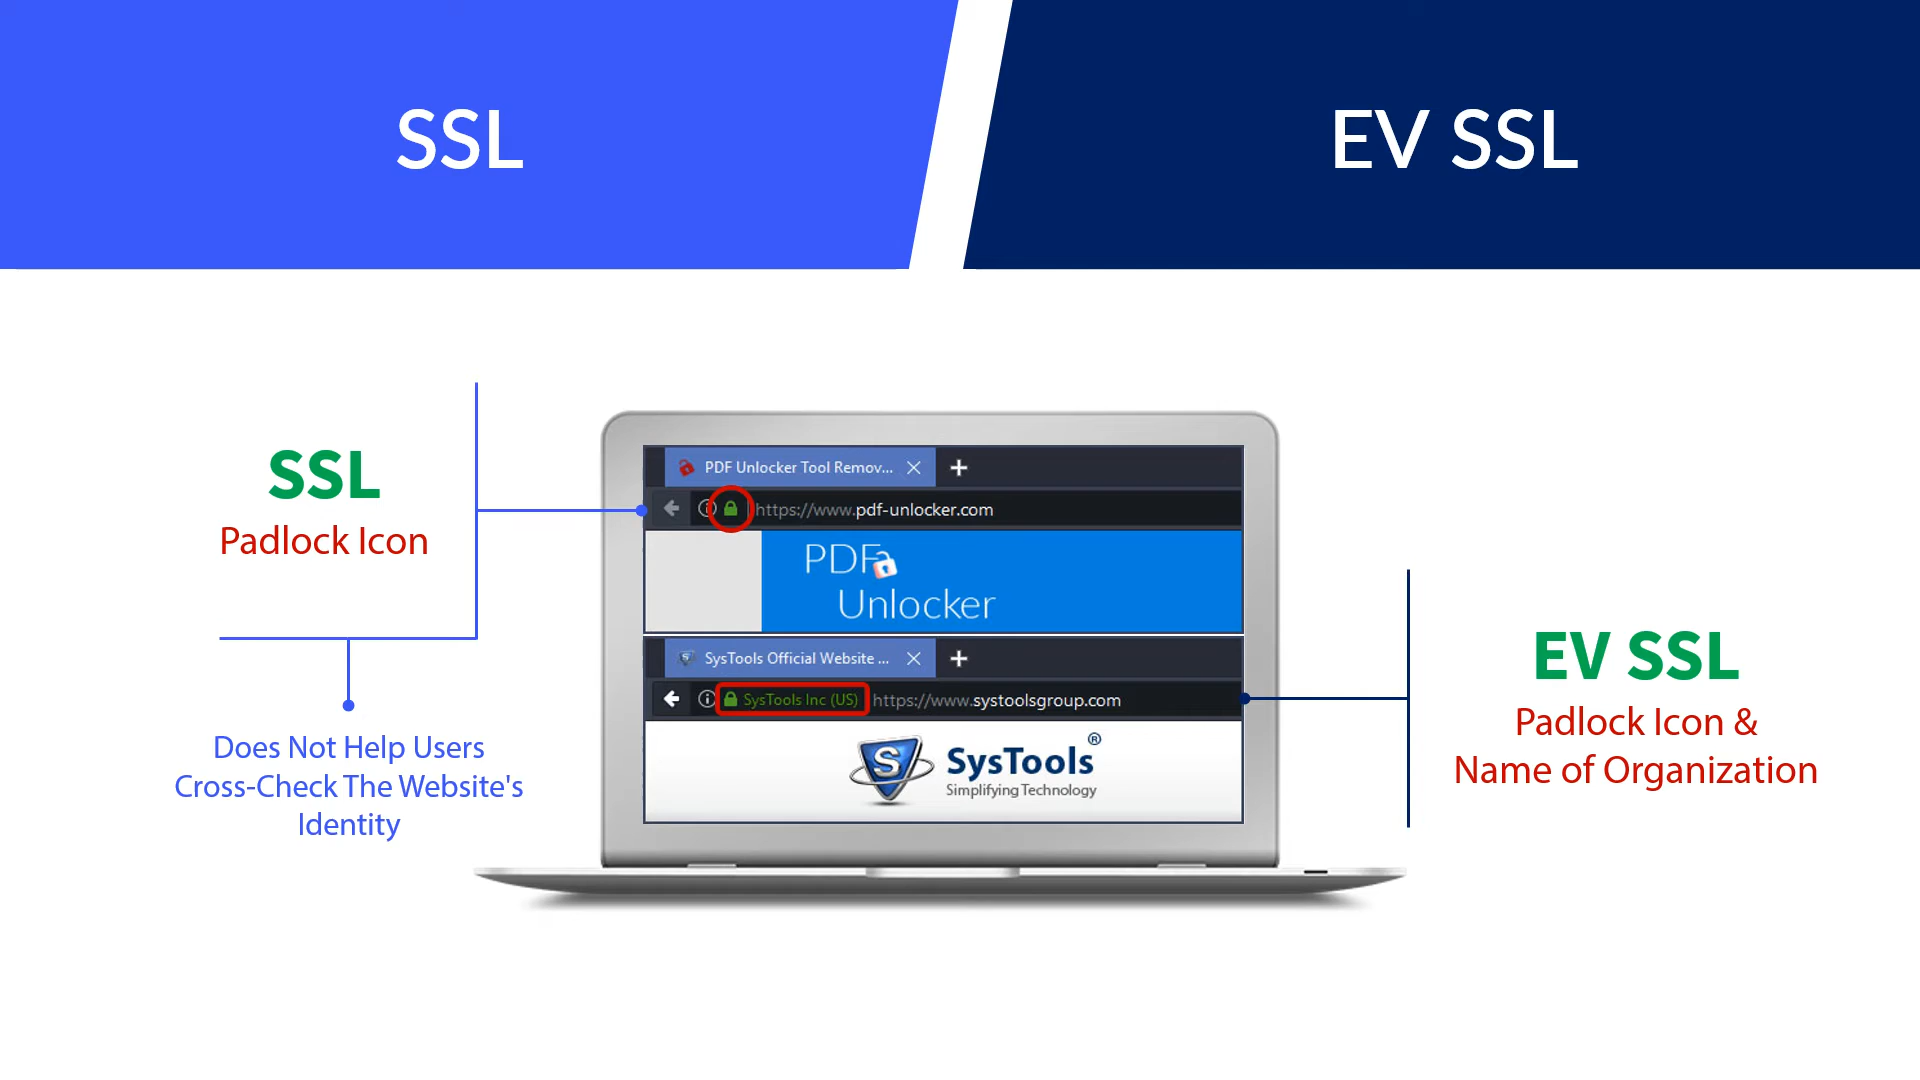 SSL
EV SSL
SSL
Padlock Icon
Does Not Help Users
Cross-Check The Website's
Identity
PDF Unlocker Tool Remov...
https://www.pdf-unlocker.com
PDF
Unlocker
SysTools Official Website ...
SysTools Inc (US) https://www.systoolsgroup.com
S SysTools®
Simplifying Technology
EV SSL
Padlock Icon &
Name of Organization